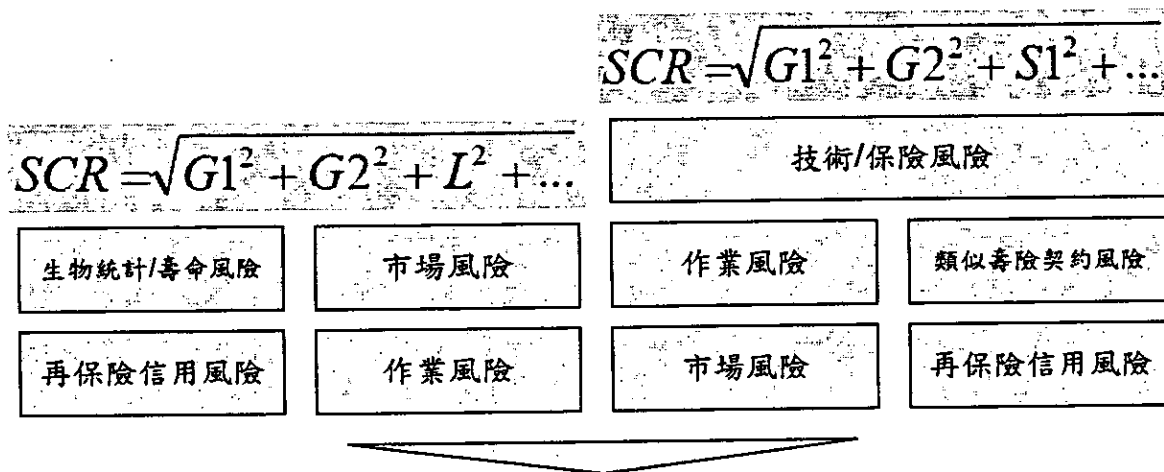 SCR=√G1²+G2²+S1²+...
技術/保險風險
SCR=√G1²+G2²+L²+...
生物統計/壽命風險
市場風險
作業風險
類似壽險契約風險
再保險信用風險
作業風險
市場風險
再保險信用風險